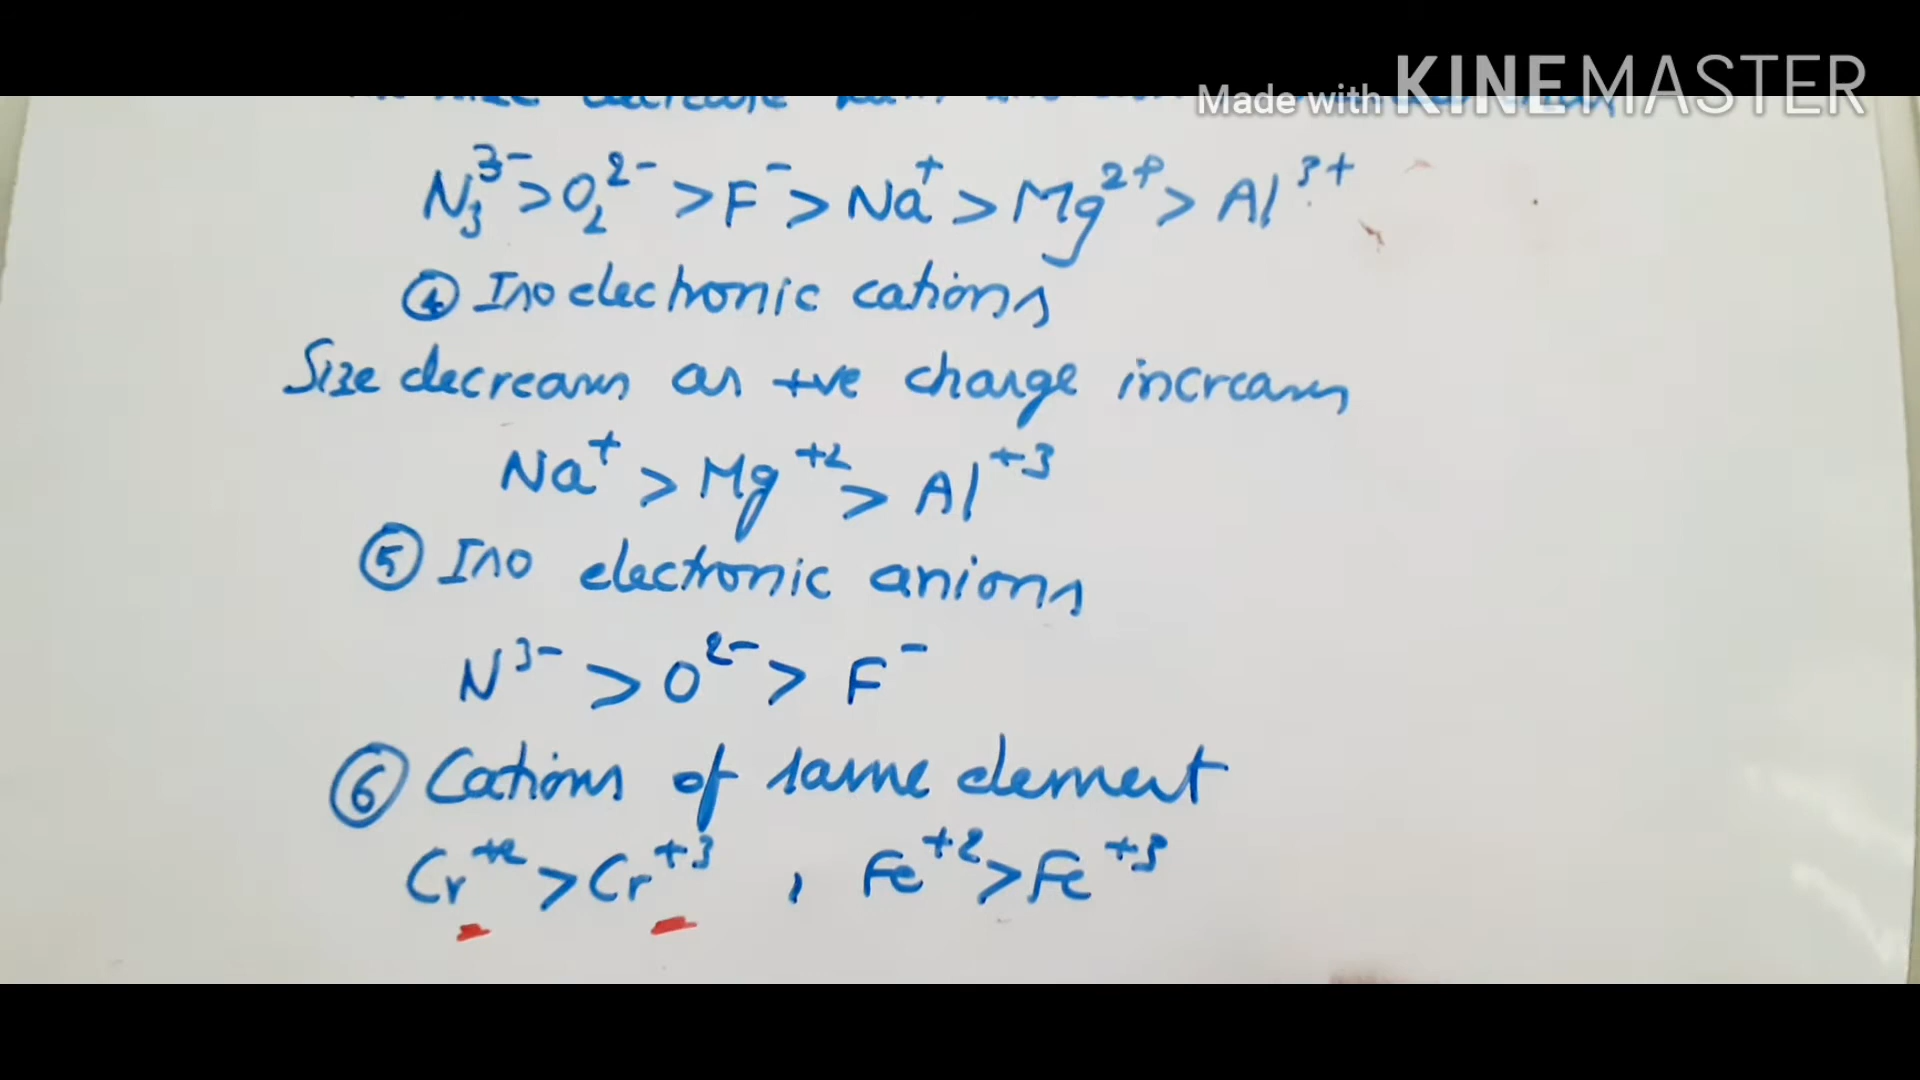 Made with KINEMASTER
N₃³⁻ > O₂²⁻ > F⁻ > Na⁺ > Mg²⁺ > Al³⁺
④ Isoelectronic cations
Size decreases as +ve charge increases
Na⁺ > Mg⁺² > Al⁺³
⑤ Iso electronic anions
N³⁻ > O²⁻ > F⁻
⑥ Cations of same element
Cr⁺² > Cr⁺³ , Fe⁺² > Fe⁺³